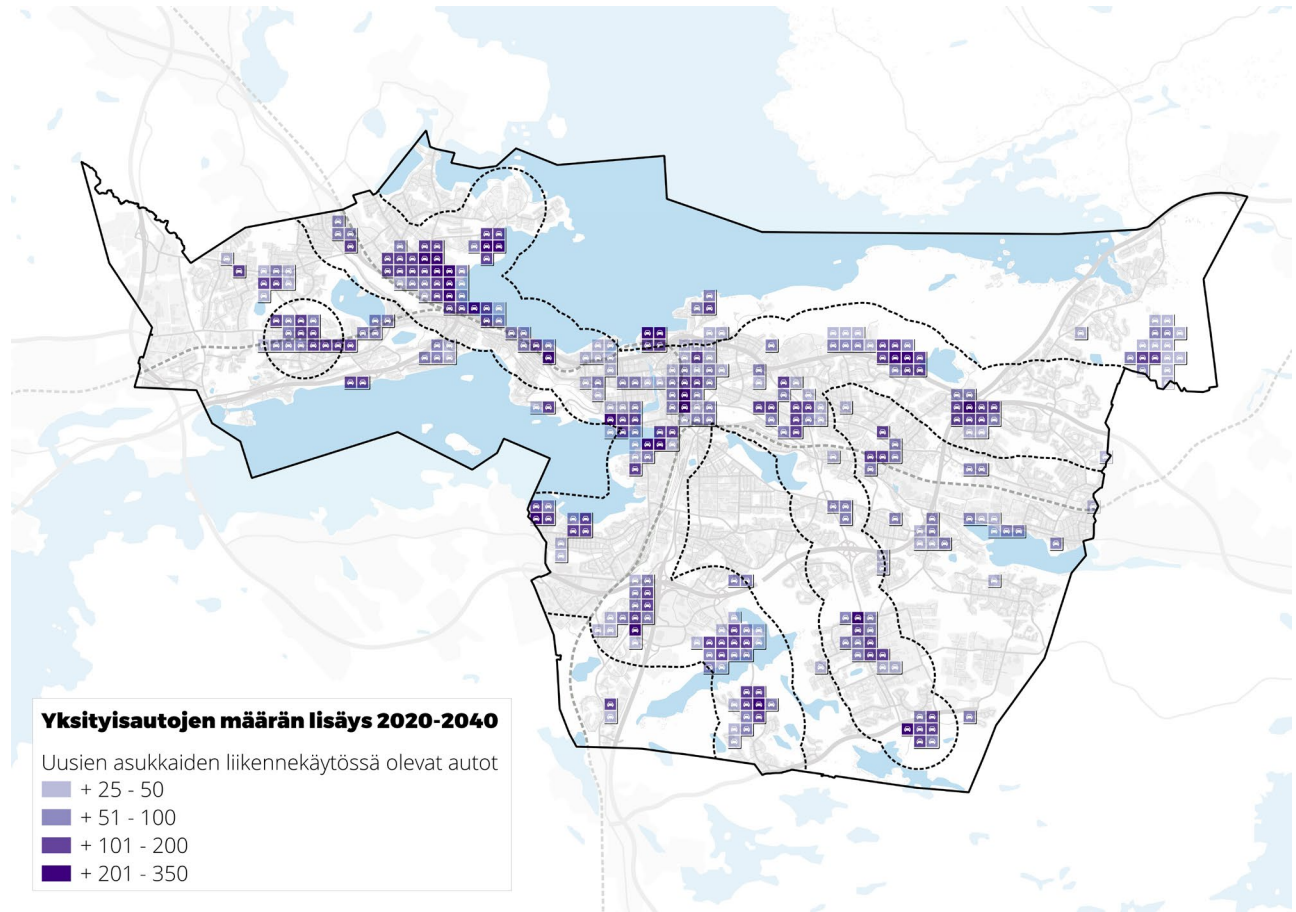 Yksityisautojen määrän lisäys 2020-2040
Uusien asukkaiden liikennekäytössä olevat autot
+ 25 - 50
+ 51 - 100
+ 101 - 200
+ 201 - 350